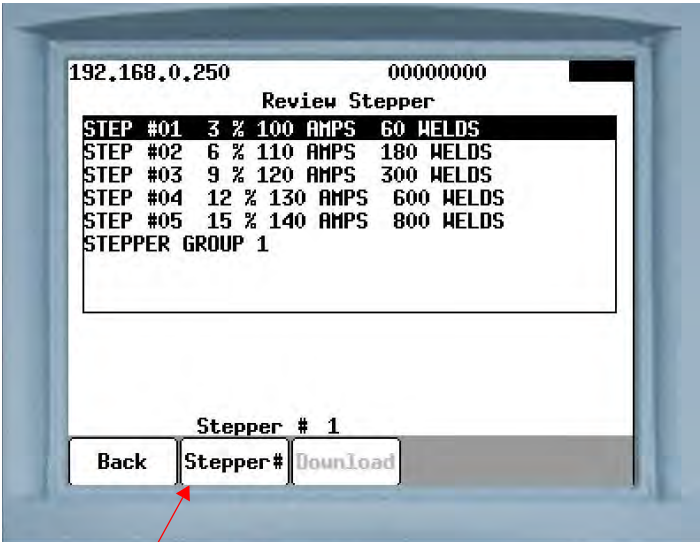 192.168.0.250 00000000
Review Stepper
STEP #01 3 % 100 AMPS 60 WELDS
STEP #02 6 % 110 AMPS 180 WELDS
STEP #03 9 % 120 AMPS 300 WELDS
STEP #04 12 % 130 AMPS 600 WELDS
STEP #05 15 % 140 AMPS 800 WELDS
STEPPER GROUP 1
Stepper # 1
Back Stepper# Download